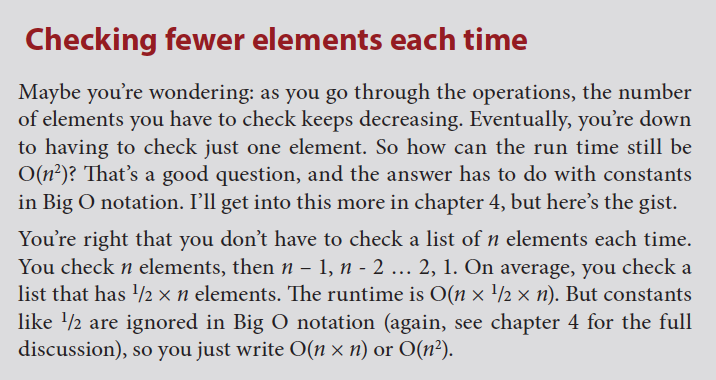 Checking fewer elements each time
Maybe you’re wondering: as you go through the operations, the number
of elements you have to check keeps decreasing. Eventually, you’re down
to having to check just one element. So how can the run time still be
O(n²)? That’s a good question, and the answer has to do with constants
in Big O notation. I’ll get into this more in chapter 4, but here’s the gist.
You’re right that you don’t have to check a list of n elements each time.
You check n elements, then n – 1, n - 2 … 2, 1. On average, you check a
list that has 1/2 × n elements. The runtime is O(n × 1/2 × n). But constants
like 1/2 are ignored in Big O notation (again, see chapter 4 for the full
discussion), so you just write O(n × n) or O(n²).